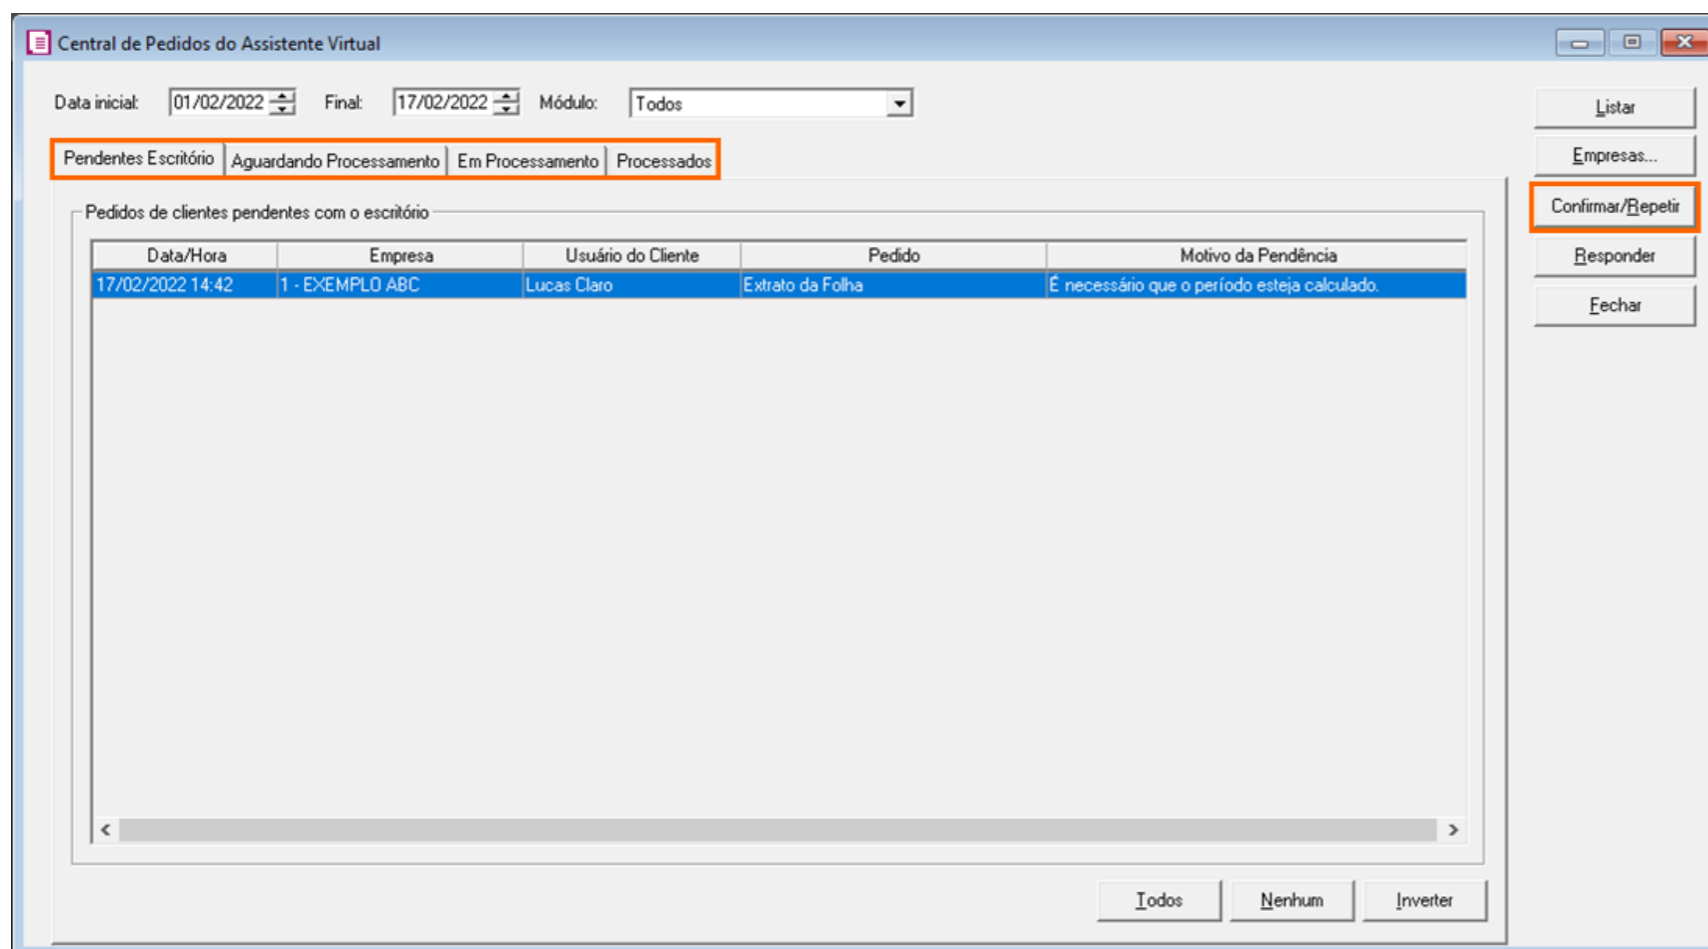 Central de Pedidos do Assistente Virtual
Data inicial: 01/02/2022 Final: 17/02/2022 Módulo: Todos
Listar
Pendentes Escritório Aguardando Processamento Em Processamento Processados
Empresas...
Pedidos de clientes pendentes com o escritório
Confirmar/Repetir
Data/Hora Empresa Usuário do Cliente Pedido Motivo da Pendência
Responder
17/02/2022 14:42 1 - EXEMPLO ABC Lucas Claro Extrato da Folha É necessário que o período esteja calculado.
Fechar
Todos Nenhum Inverter